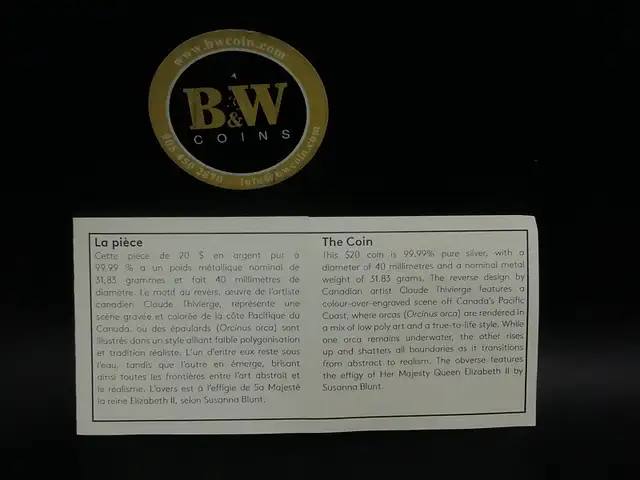 www.bwcoin.com
B&W
COINS
905 450 2870 info@bwcoin.com
La pièce
Cette pièce de 20 $ en argent pur à
99,99 % a un poids métallique nominal de
31,83 grammes et fait 40 millimètres de
diamètre. Le motif au revers, œuvre de l'artiste
canadien Claude Thivierge, représente une
scène gravée et colorée de la côte Pacifique du
Canada, où des épaulards (Orcinus orca) sont
illustrés dans un style alliant faible polygonisation
et tradition réaliste. L'un d'entre eux reste sous
l'eau, tandis que l'autre en émerge, brisant
ainsi toutes les frontières entre l'art abstrait et
le réalisme. L'avers est à l'effigie de Sa Majesté
la reine Elizabeth II, selon Susanna Blunt.
The Coin
This $20 coin is 99.99% pure silver, with a
diameter of 40 millimetres and a nominal metal
weight of 31.83 grams. The reverse design by
Canadian artist Claude Thivierge features a
colour-over-engraved scene off Canada's Pacific
Coast, where orcas (Orcinus orca) are rendered in
a mix of low poly art and a true-to-life style. While
one orca remains underwater, the other rises
up and shatters all boundaries as it transitions
from abstract to realism. The obverse features
the effigy of Her Majesty Queen Elizabeth II by
Susanna Blunt.